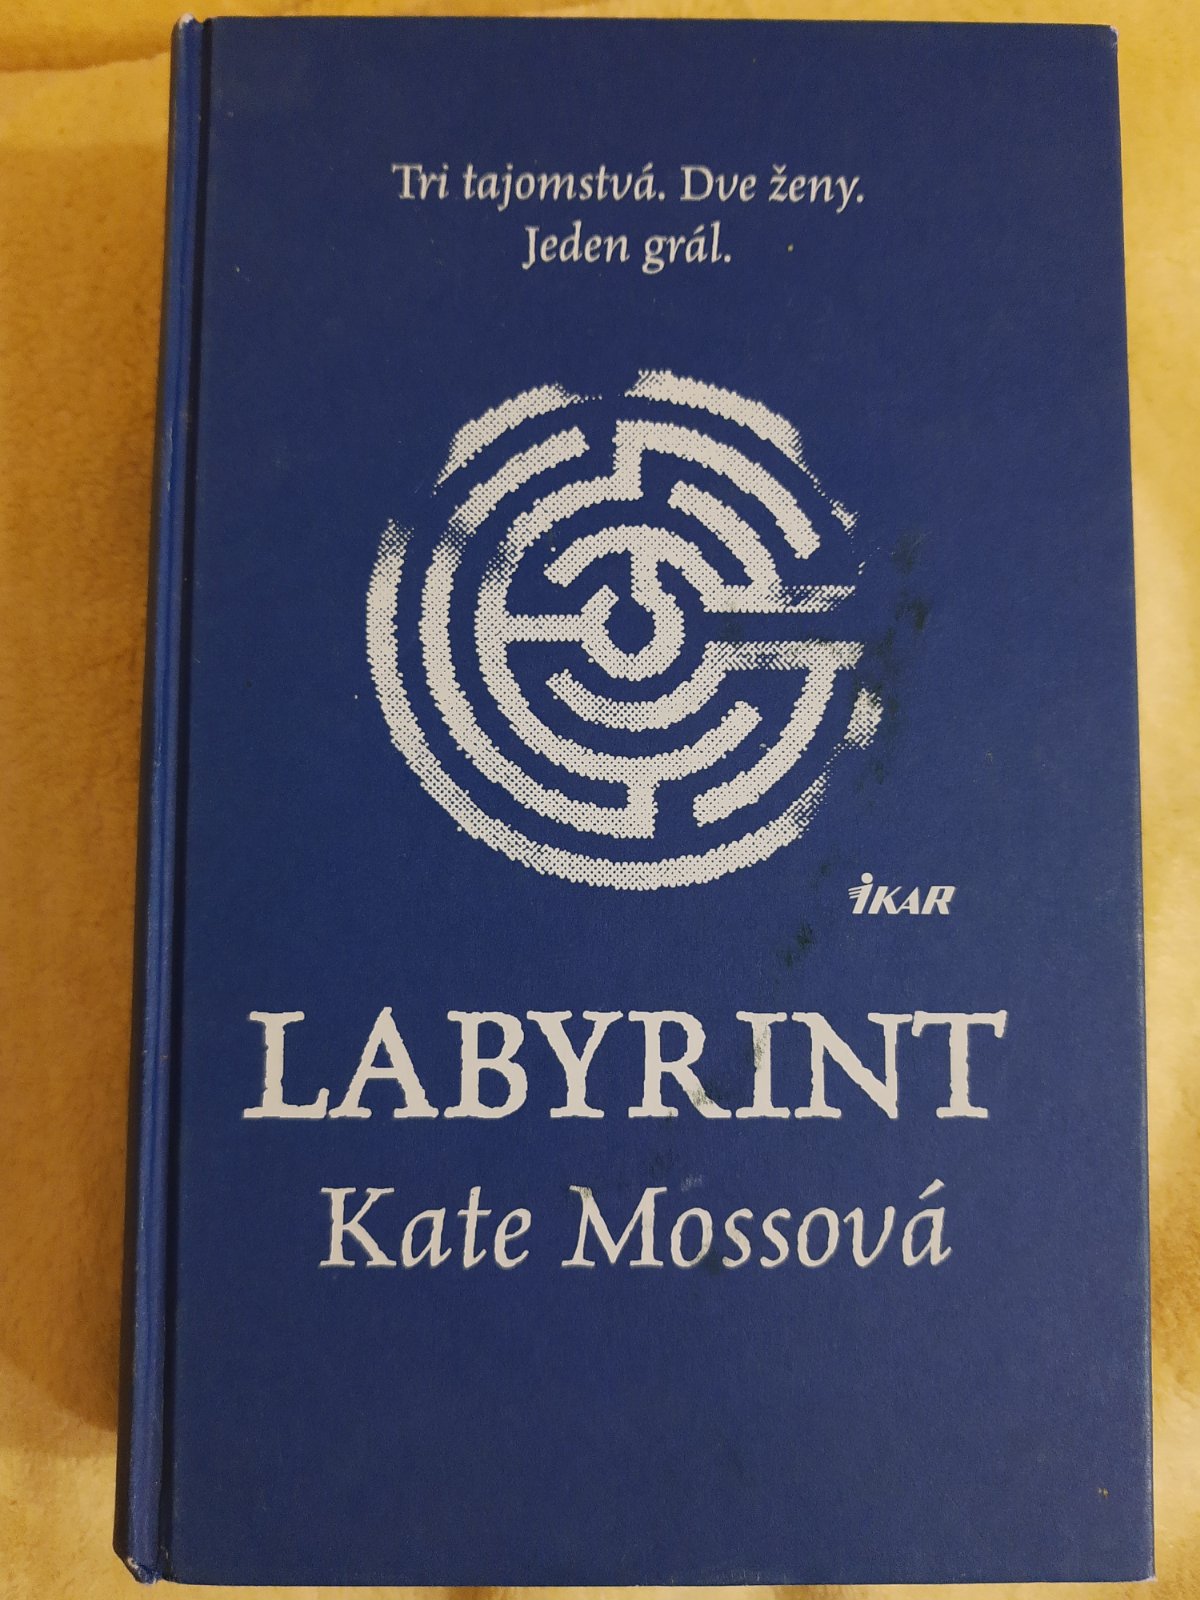 Tri tajomstvá. Dve ženy.
Jeden grál.
IKAR
LABYRINT
Kate Mossová